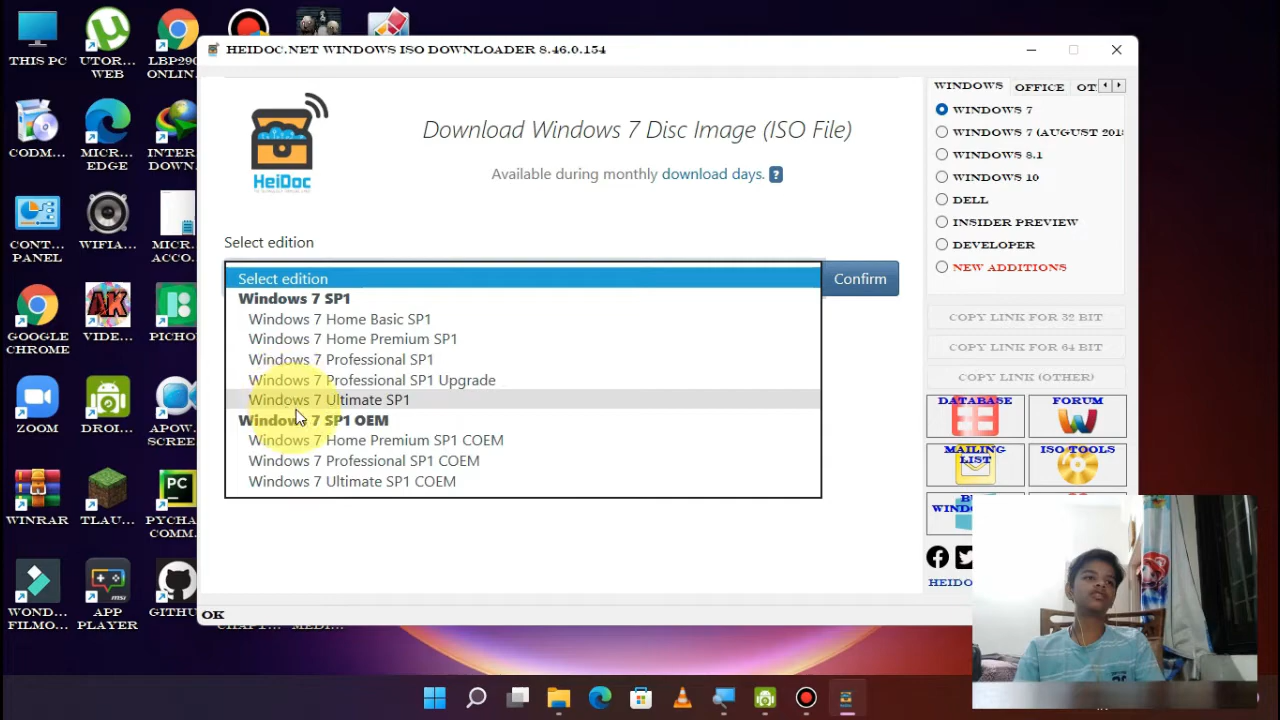 THIS PC
UTOR...
WEB
LBP290
ONLIN...
CODM...
MICR...
EDGE
INTER
DOWN...
CONT...
PANEL
WIFIA...
MICR...
ACCO...
GOOGLE
CHROME
VIDE...
PICHO
ZOOM
DROI...
APOW...
SCREE
WINRAR
TLAU...
PYCHA
COMM...
WOND...
FILMO...
APP
PLAYER
GITHU
HEIDOC.NET WINDOWS ISO DOWNLOADER 8.46.0.154
HeiDoc
Download Windows 7 Disc Image (ISO File)
Available during monthly download days. ?
Select edition
Select edition
Confirm
Windows 7 SP1
Windows 7 Home Basic SP1
Windows 7 Home Premium SP1
Windows 7 Professional SP1
Windows 7 Professional SP1 Upgrade
Windows 7 Ultimate SP1
Windows 7 SP1 OEM
Windows 7 Home Premium SP1 COEM
Windows 7 Professional SP1 COEM
Windows 7 Ultimate SP1 COEM
OK
WINDOWS
OFFICE
OT
WINDOWS 7
WINDOWS 7 (AUGUST 201
WINDOWS 8.1
WINDOWS 10
DELL
INSIDER PREVIEW
DEVELOPER
NEW ADDITIONS
COPY LINK FOR 32 BIT
COPY LINK FOR 64 BIT
COPY LINK (OTHER)
DATABASE
FORUM
MAILING
LIST
ISO TOOLS
HEIDO